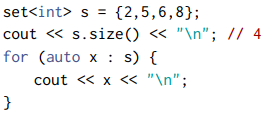 set<int> s = {2,5,6,8};
cout << s.size() << "\n"; // 4
for (auto x : s) {
    cout << x << "\n";
}